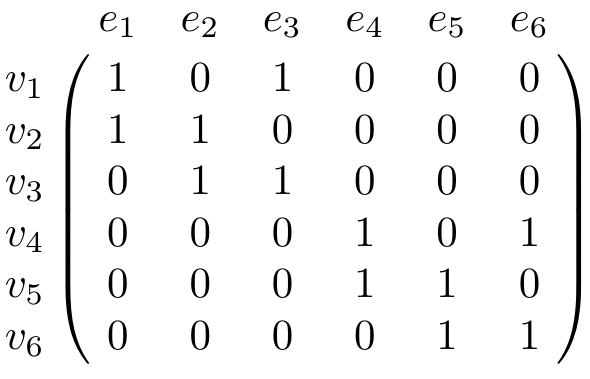 e₁ e₂ e₃ e₄ e₅ e₆
v₁ 1 0 1 0 0 0
v₂ 1 1 0 0 0 0
v₃ 0 1 1 0 0 0
v₄ 0 0 0 1 0 1
v₅ 0 0 0 1 1 0
v₆ 0 0 0 0 1 1